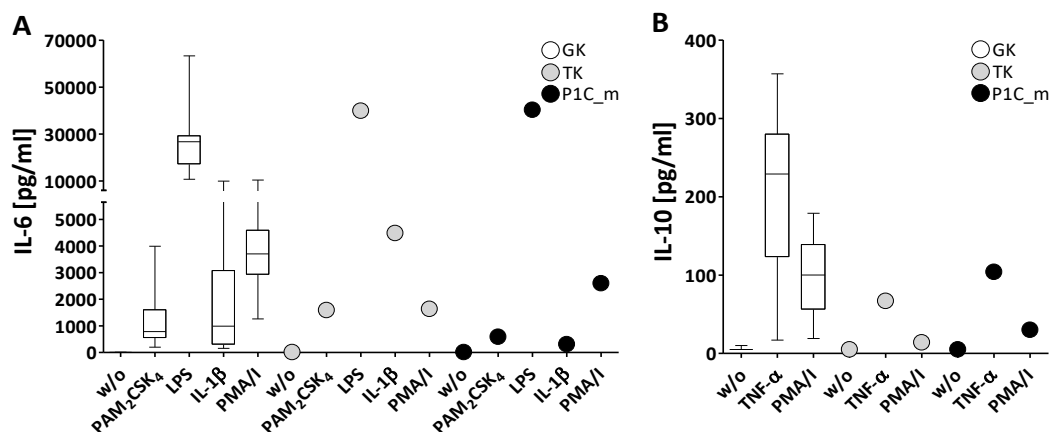 A
IL-6 [pg/ml]
70000
50000
30000
10000
5000
4000
3000
2000
1000
0
GK
TK
P1C_m
w/o
PAM₂CSK₄
LPS
IL-1β
PMA/I
w/o
PAM₂CSK₄
LPS
IL-1β
PMA/I
w/o
PAM₂CSK₄
LPS
IL-1β
PMA/I
B
IL-10 [pg/ml]
400
300
200
100
0
GK
TK
P1C_m
w/o
TNF-α
PMA/I
w/o
TNF-α
PMA/I
w/o
TNF-α
PMA/I